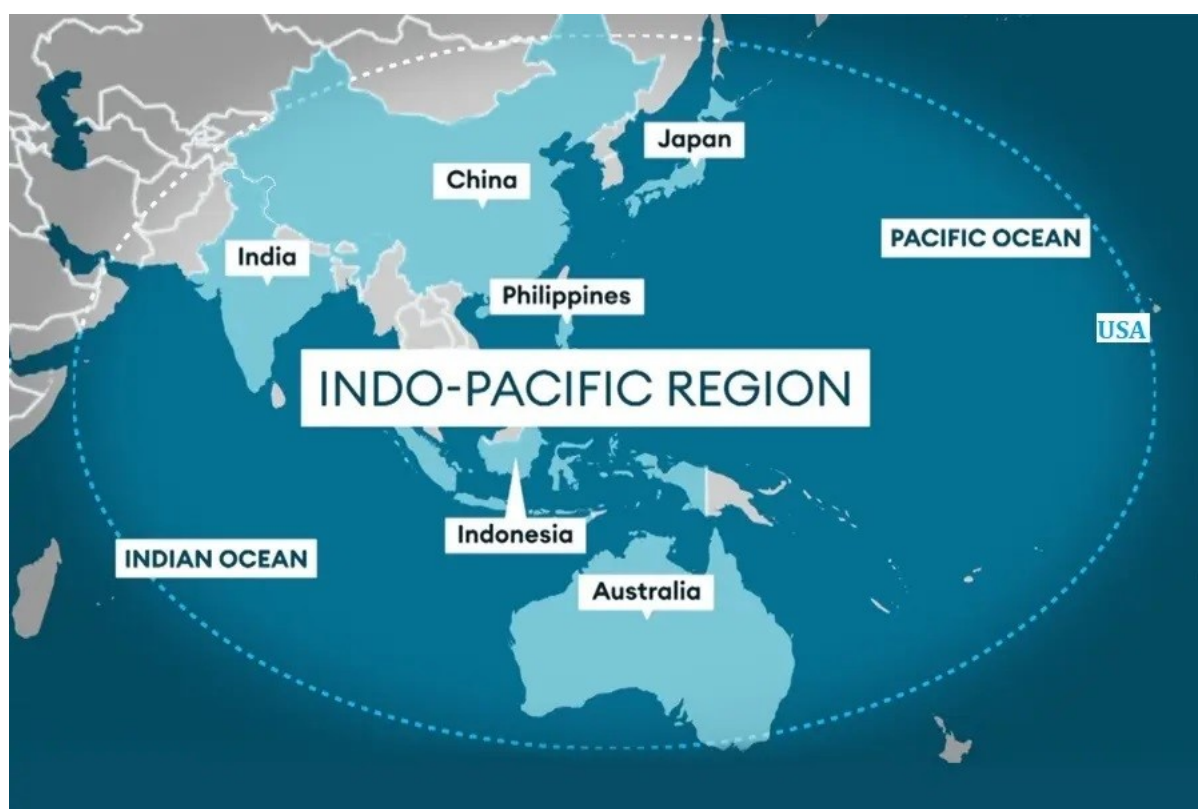 Japan
China
PACIFIC OCEAN
India
Philippines
USA
INDO-PACIFIC REGION
Indonesia
INDIAN OCEAN
Australia